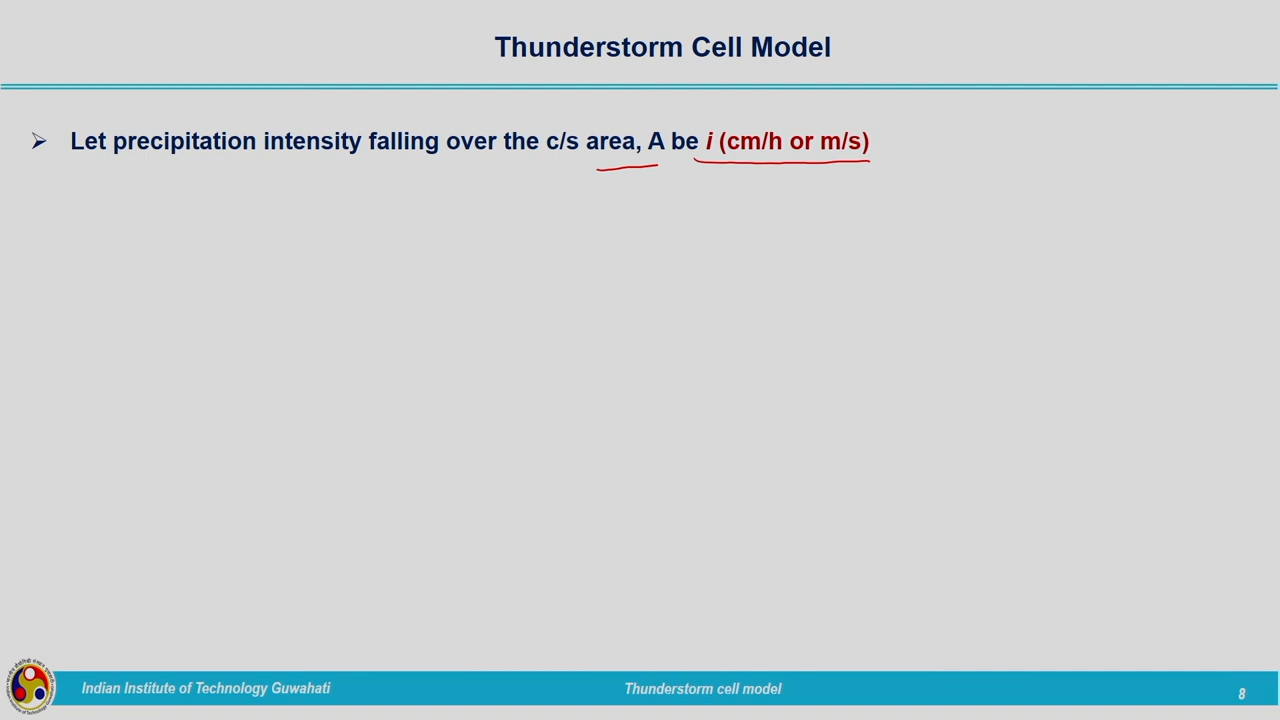 Thunderstorm Cell Model
➢ Let precipitation intensity falling over the c/s area, A be i (cm/h or m/s)
Indian Institute of Technology Guwahati
Thunderstorm cell model
8